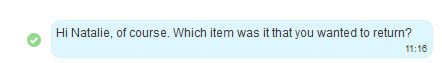 Hi Natalie, of course. Which item was it that you wanted to return?
11:16